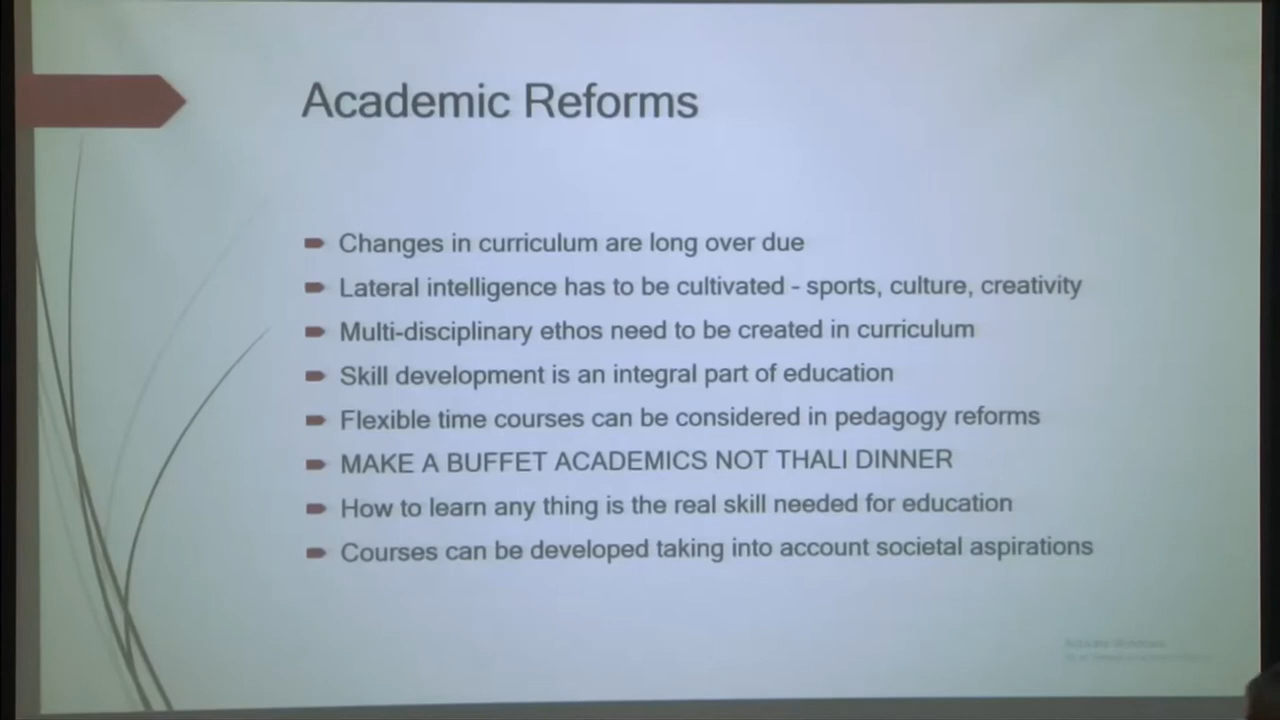 Academic Reforms
Changes in curriculum are long over due
Lateral intelligence has to be cultivated - sports, culture, creativity
Multi-disciplinary ethos need to be created in curriculum
Skill development is an integral part of education
Flexible time courses can be considered in pedagogy reforms
MAKE A BUFFET ACADEMICS NOT THALI DINNER
How to learn any thing is the real skill needed for education
Courses can be developed taking into account societal aspirations